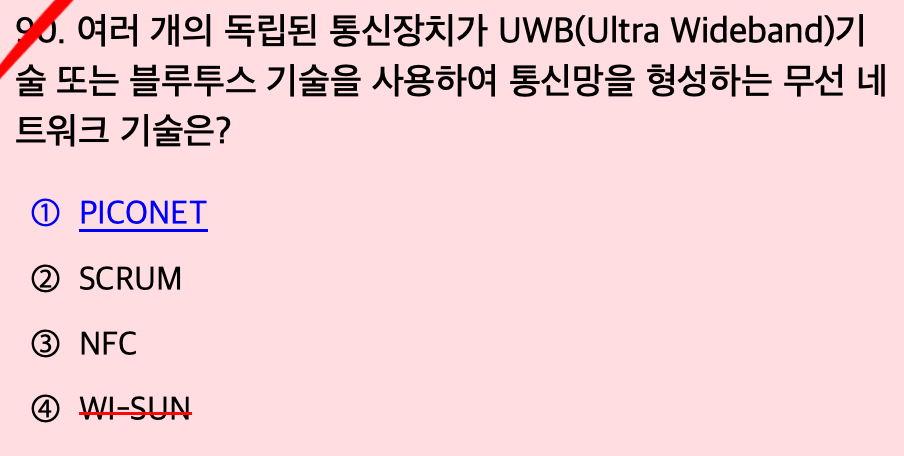 90. 여러 개의 독립된 통신장치가 UWB(Ultra Wideband)기
술 또는 블루투스 기술을 사용하여 통신망을 형성하는 무선 네
트워크 기술은?
① PICONET
② SCRUM
③ NFC
④ WI-SUN